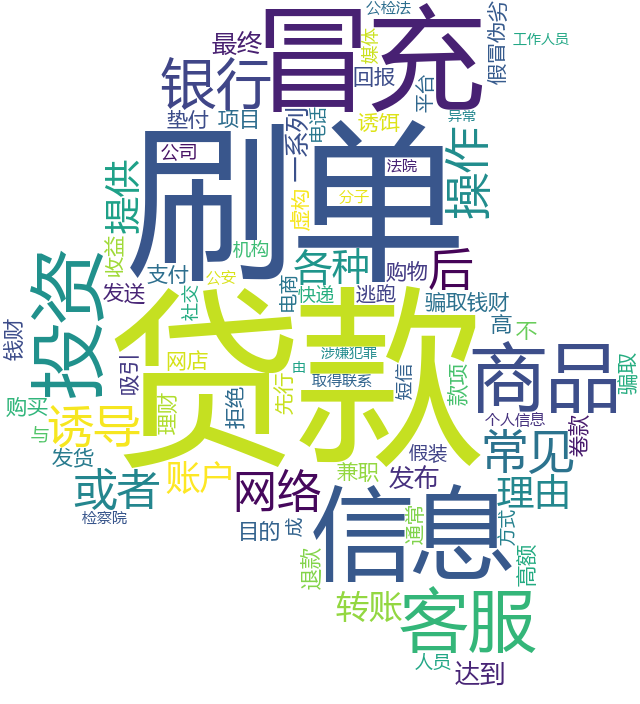 公检法
冒充
假冒伪劣
工作人员
最终
媒体
银行
回报
平台
垫付
项目
一系列
电话
诱饵
异常
刷单
操作
公司
法院
提供
虚构
分子
收益
机构
投资
各种
购物
后
支付
公安
发送
社交
电商
快递
逃跑
骗取钱财
贷款
高
不
钱财
吸引
网店
由
涉嫌犯罪
取得联系
短信
款项
商品
骗取
购买
与
诱导
理财
拒绝
先行
个人信息
卷款
发货
假装
常见
或者
账户
网络
兼职
发布
理由
检察院
目的
成
信息
通常
方式
退款
高额
转账
客服
人员
达到